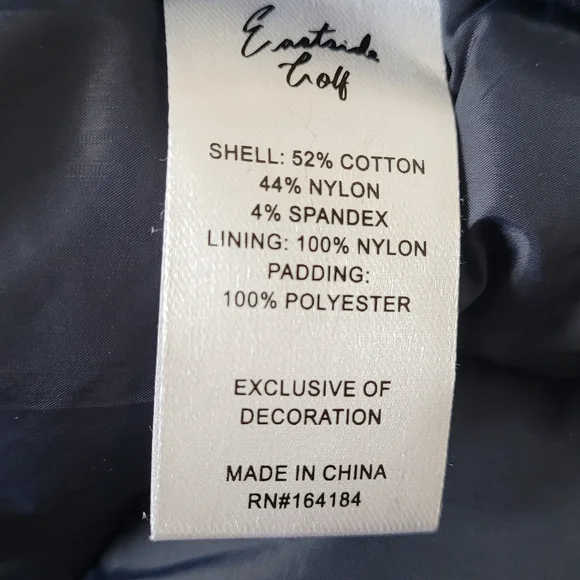 Eastside
Golf
SHELL: 52% COTTON
44% NYLON
4% SPANDEX
LINING: 100% NYLON
PADDING:
100% POLYESTER
EXCLUSIVE OF
DECORATION
MADE IN CHINA
RN#164184